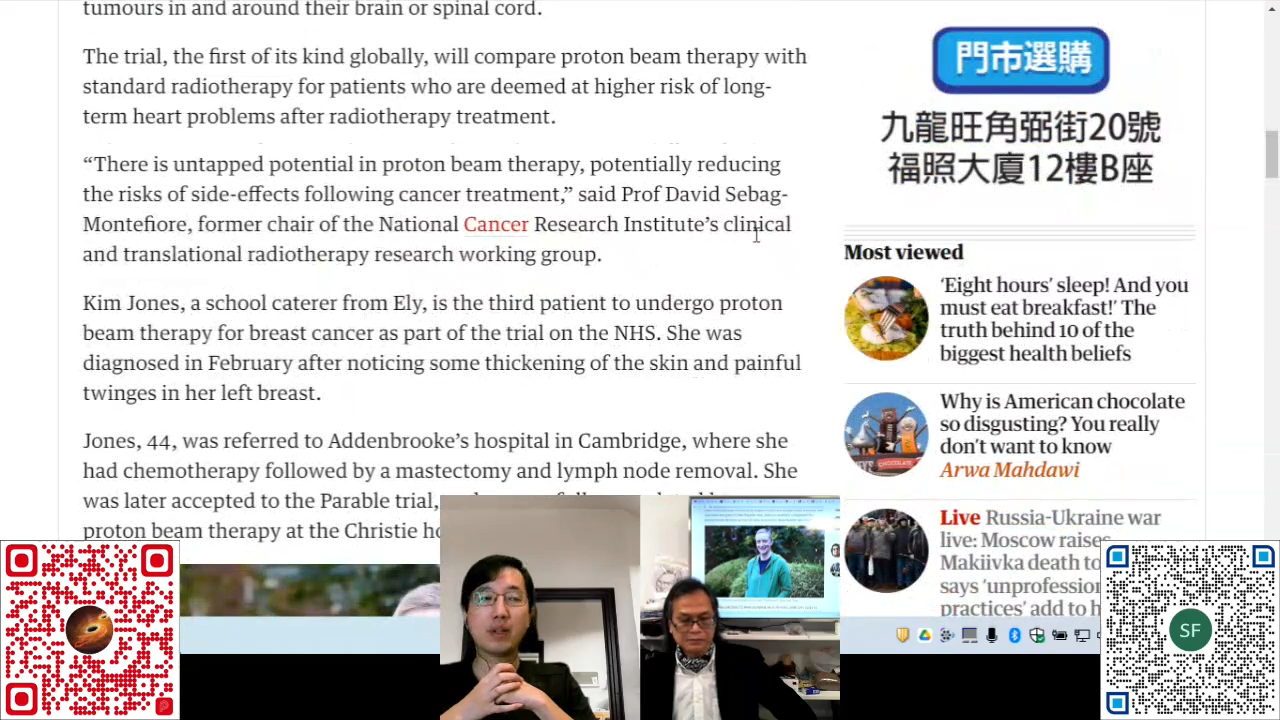 tumours in and around their brain or spinal cord.
The trial, the first of its kind globally, will compare proton beam therapy with
standard radiotherapy for patients who are deemed at higher risk of long-
term heart problems after radiotherapy treatment.
“There is untapped potential in proton beam therapy, potentially reducing
the risks of side-effects following cancer treatment,” said Prof David Sebag-
Montefiore, former chair of the National Cancer Research Institute’s clinical
and translational radiotherapy research working group.
Kim Jones, a school caterer from Ely, is the third patient to undergo proton
beam therapy for breast cancer as part of the trial on the NHS. She was
diagnosed in February after noticing some thickening of the skin and painful
twinges in her left breast.
Jones, 44, was referred to Addenbrooke’s hospital in Cambridge, where she
had chemotherapy followed by a mastectomy and lymph node removal. She
was later accepted to the Parable trial,
proton beam therapy at the Christie
門市選購
九龍旺角弼街20號
福照大廈12樓B座
Most viewed
‘Eight hours’ sleep! And you
must eat breakfast!’ The
truth behind 10 of the
biggest health beliefs
Why is American chocolate
so disgusting? You really
don’t want to know
Arwa Mahdawi
Live Russia-Ukraine war
live: Moscow raises
Makiivka death
says
practices’ add to
SF